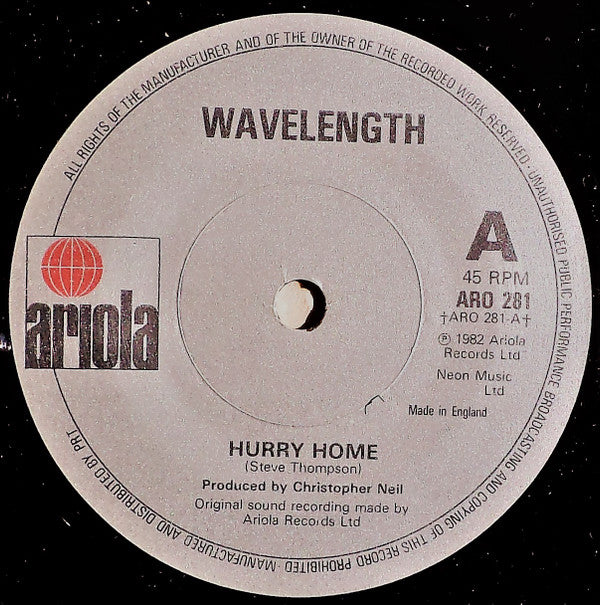 ALL RIGHTS OF THE MANUFACTURER AND OF THE OWNER OF THE RECORDED WORK RESERVED · UNAUTHORISED PUBLIC PERFORMANCE BROADCASTING AND COPYING OF THIS RECORD PROHIBITED · MANUFACTURED AND DISTRIBUTED BY PRT
WAVELENGTH
ariola
A
45 RPM
ARO 281
†ARO 281-A†
℗ 1982 Ariola
Records Ltd
Neon Music
Ltd
Made in England
HURRY HOME
(Steve Thompson)
Produced by Christopher Neil
Original sound recording made by
Ariola Records Ltd